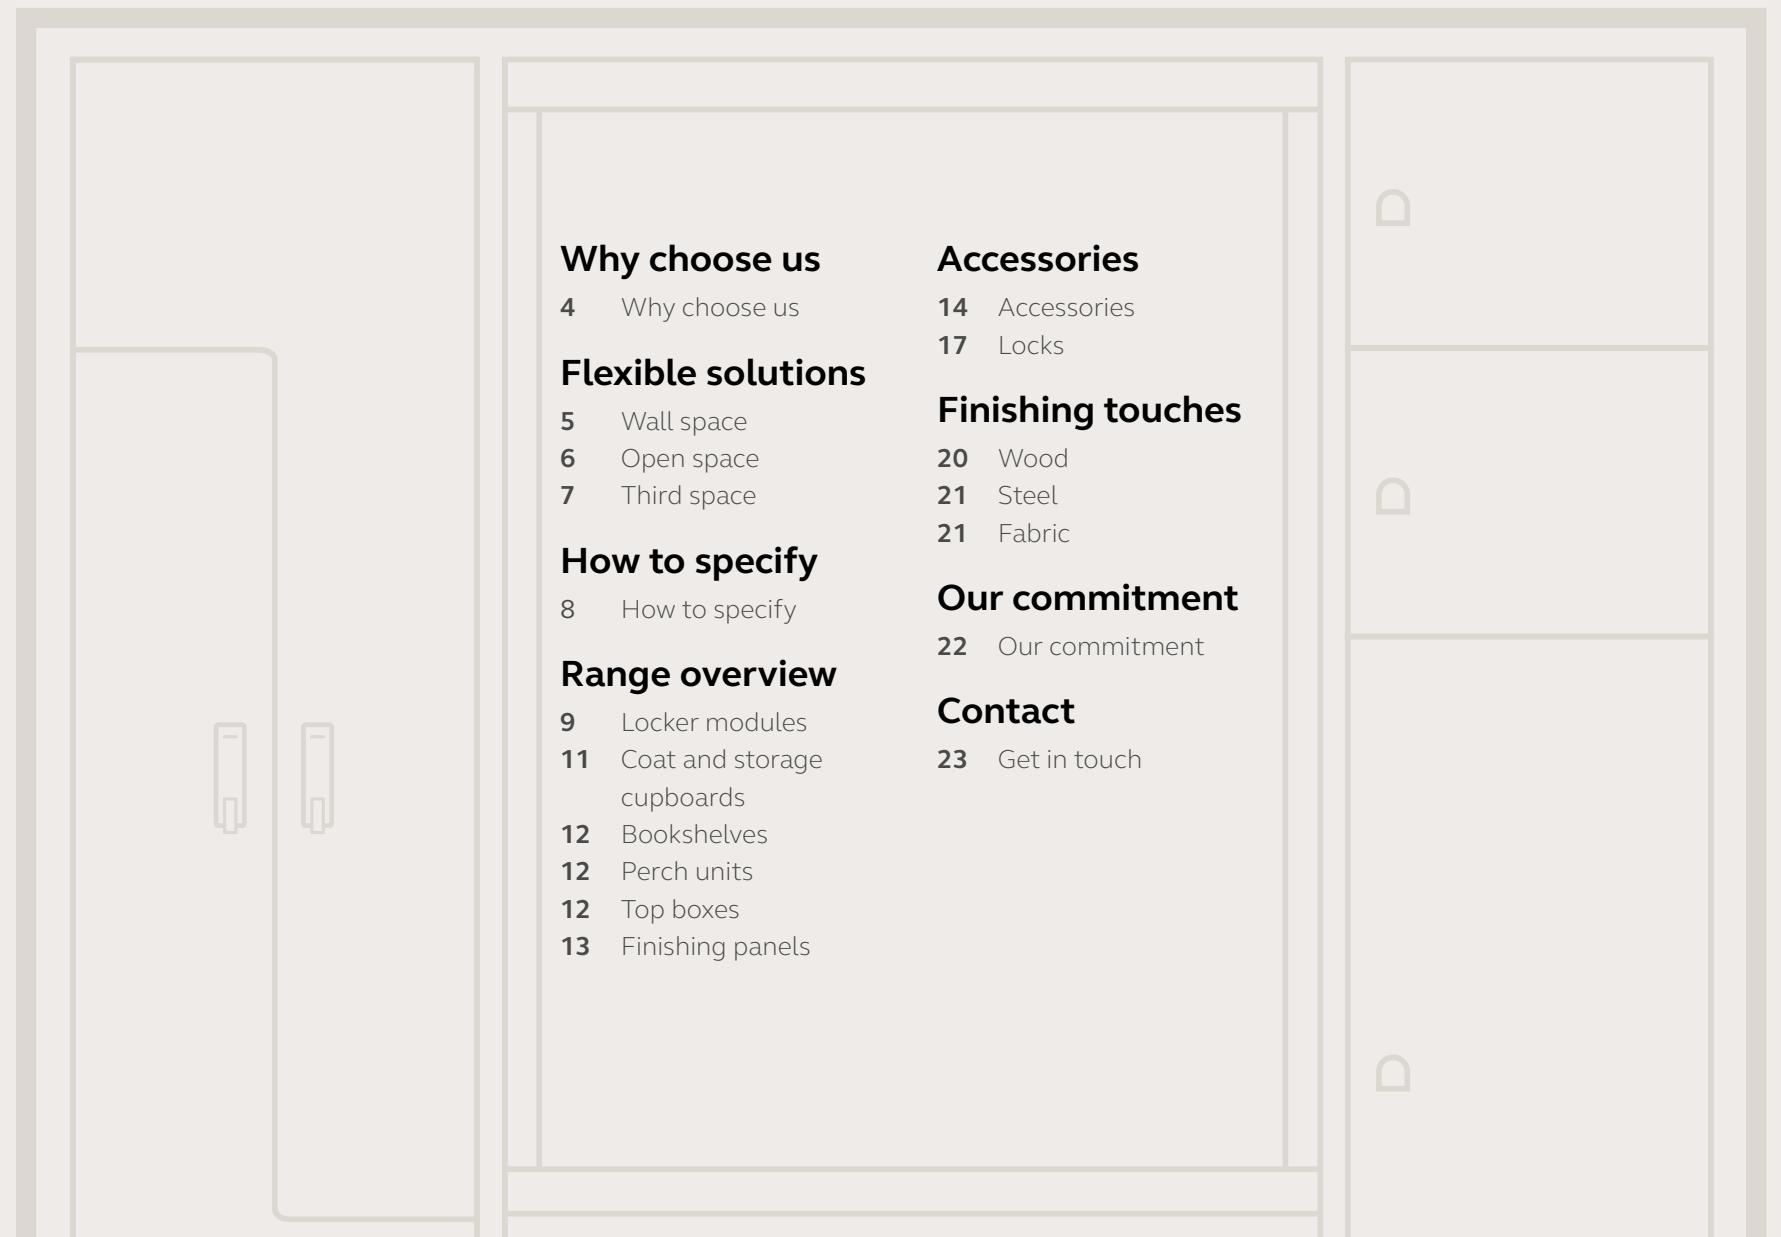 Why choose us
4 Why choose us
Flexible solutions
5 Wall space
6 Open space
7 Third space
How to specify
8 How to specify
Range overview
9 Locker modules
11 Coat and storage
cupboards
12 Bookshelves
12 Perch units
12 Top boxes
13 Finishing panels
Accessories
14 Accessories
17 Locks
Finishing touches
20 Wood
21 Steel
21 Fabric
Our commitment
22 Our commitment
Contact
23 Get in touch